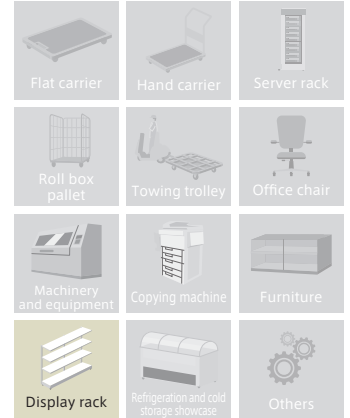 Flat carrier
Hand carrier
Server rack
Roll box
pallet
Towing trolley
Office chair
Machinery
and equipment
Copying machine
Furniture
Display rack
Refrigeration and cold
storage showcase
Others